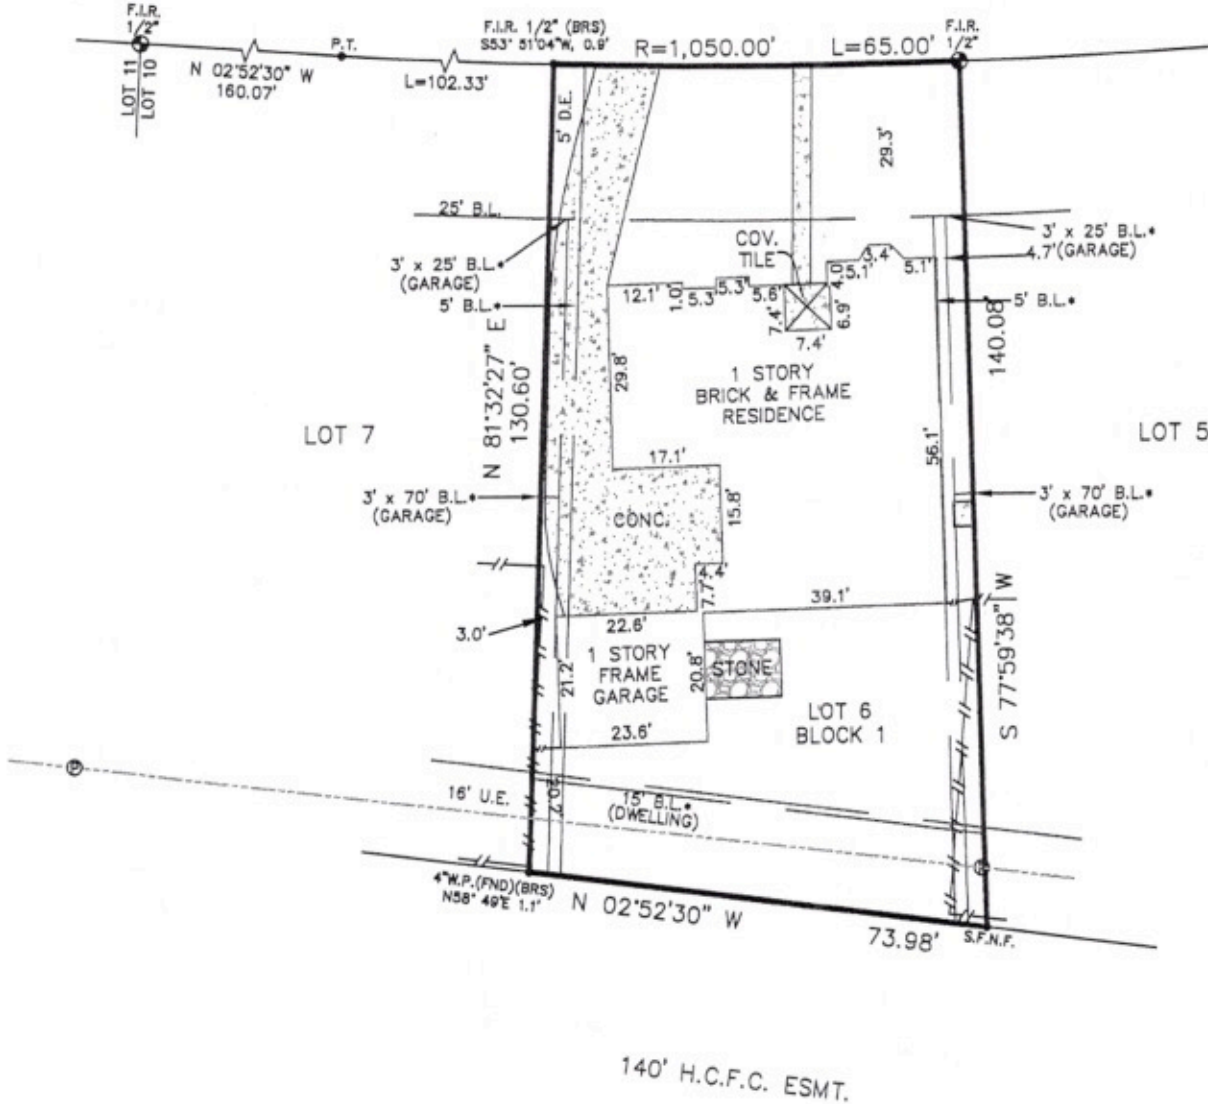 F.I.R.
1/2"
P.T.
LOT 11
LOT 10
N 02°52'30" W
160.07'
L=102.33'
F.I.R. 1/2" (BRS)
S53° 51'04"W, 0.9'
R=1,050.00'
L=65.00'
F.I.R.
1/2"
5' D.E.
29.3'
25' B.L.
3' x 25' B.L.*
(GARAGE)
5' B.L.*
COV.
TILE
3' x 25' B.L.*
4.7' (GARAGE)
5' B.L.*
12.1'
1.0'
5.3'
5.3'
5.6'
4.0'
5.1'
3.4'
5.1'
7.4'
6.9'
7.4'
N 81°32'27" E
130.60'
29.8'
1 STORY
BRICK & FRAME
RESIDENCE
140.08'
LOT 7
LOT 5
56.1'
17.1'
3' x 70' B.L.*
(GARAGE)
CONC.
15.8'
3' x 70' B.L.*
(GARAGE)
4.4'
7.7'
39.1'
S 77°59'38" W
3.0'
22.6'
1 STORY
FRAME
GARAGE
21.2'
20.8'
STONE
23.6'
LOT 6
BLOCK 1
16' U.E.
20.7'
15' B.L.*
(DWELLING)
4"W.P.(FND)(BRS)
N58° 49'E 1.1'
N 02°52'30" W
73.98'
S.F.N.F.
140' H.C.F.C. ESMT.